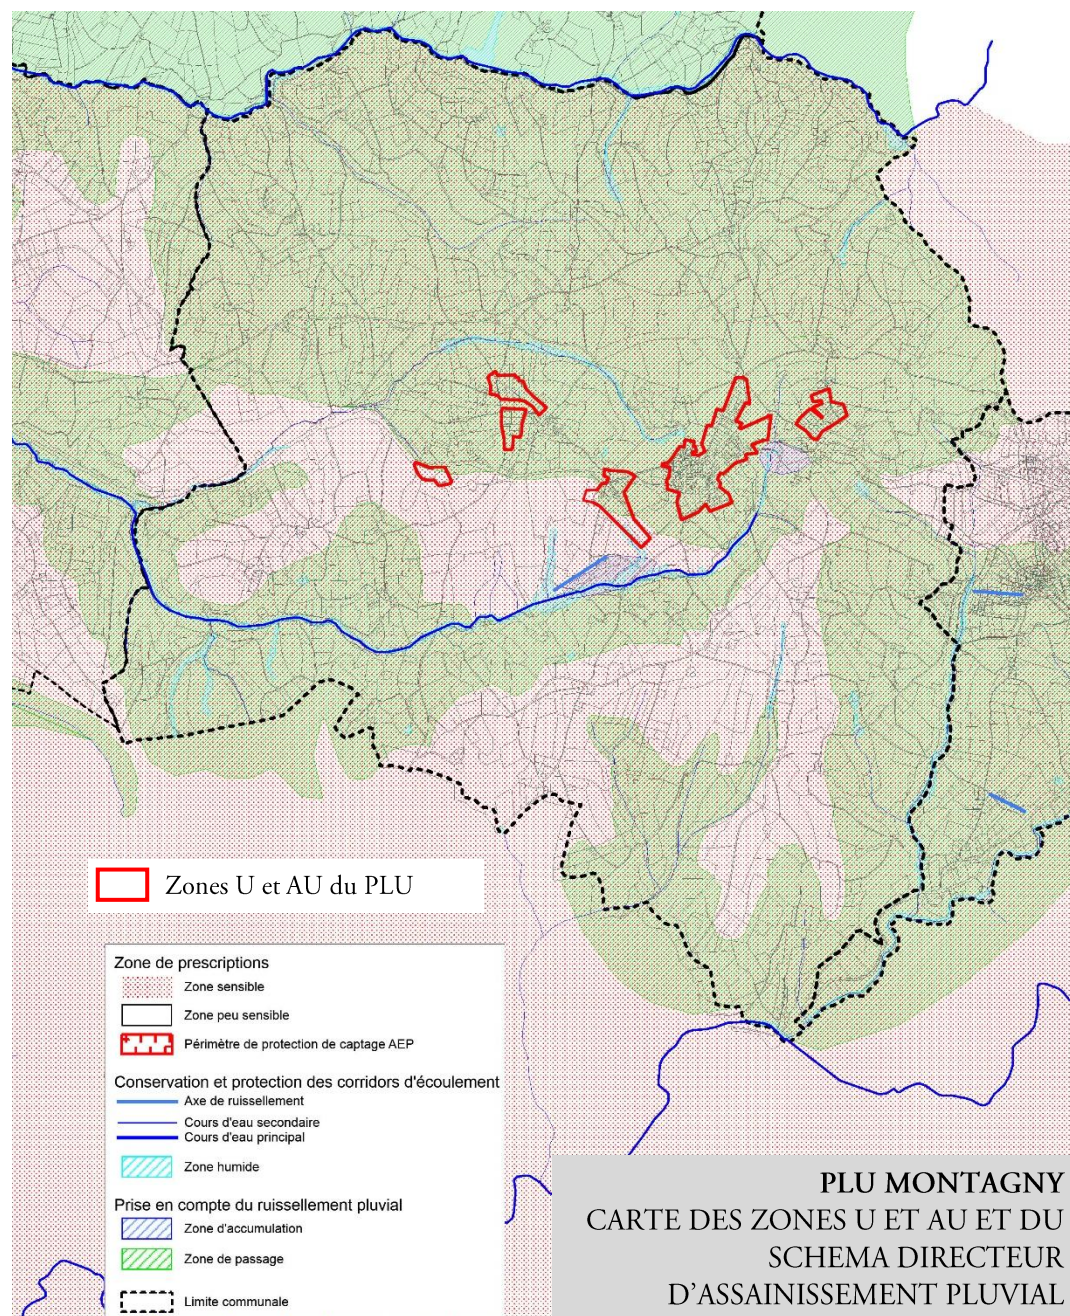 Zones U et AU du PLU
Zone de prescriptions
Zone sensible
Zone peu sensible
Périmètre de protection de captage AEP
Conservation et protection des corridors d'écoulement
Axe de ruissellement
Cours d'eau secondaire
Cours d'eau principal
Zone humide
Prise en compte du ruissellement pluvial
Zone d'accumulation
Zone de passage
Limite communale
PLU MONTAGNY
CARTE DES ZONES U ET AU ET DU
SCHEMA DIRECTEUR
D'ASSAINISSEMENT PLUVIAL